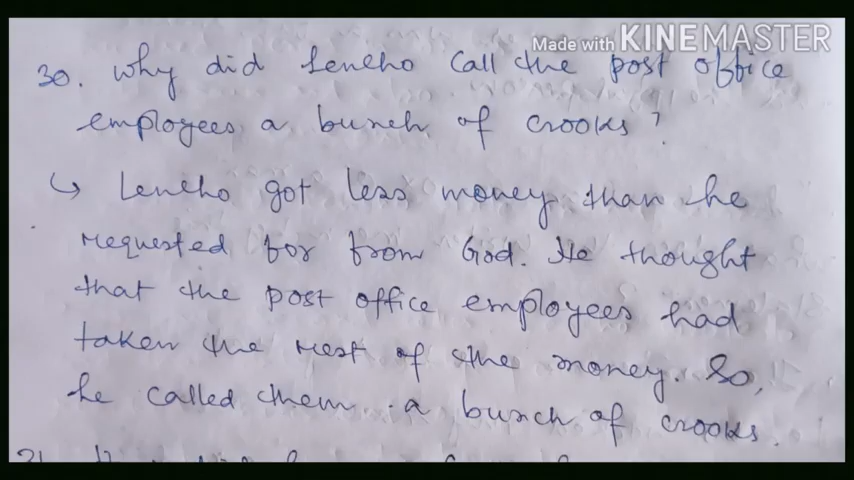 Made with KINEMASTER
30. Why did Lencho call the post office
employees a bunch of crooks?
↳ Lencho got less money than he
requested for from God. He thought
that the post office employees had
taken the rest of the money. So,
he called them a bunch of crooks.